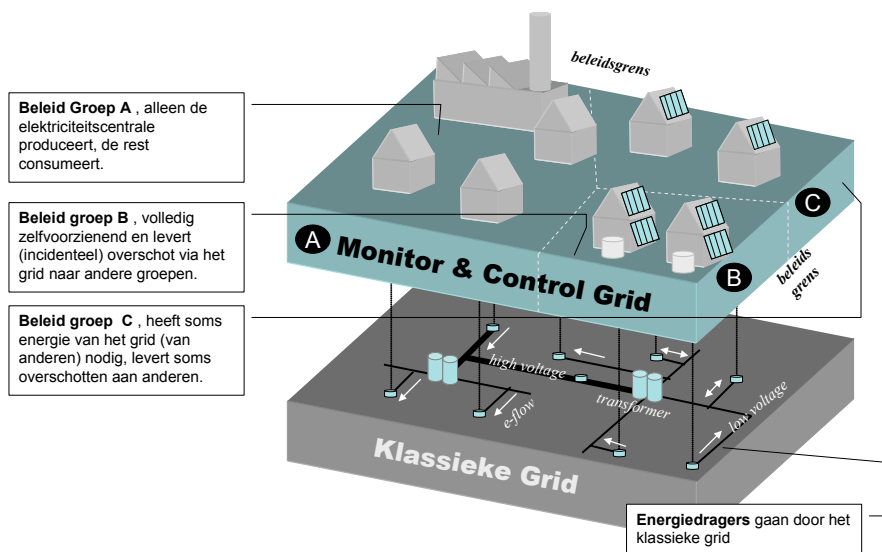 beleidsgrens
Beleid Groep A , alleen de
elektriciteitscentrale
produceert, de rest
consumeert.
Beleid groep B , volledig
zelfvoorzienend en levert
(incidenteel) overschot via het
grid naar andere groepen.
Beleid groep C , heeft soms
energie van het grid (van
anderen) nodig, levert soms
overschotten aan anderen.
C
A
Monitor & Control Grid
B
beleids
grens
high voltage
transformer
low voltage
e-flow
Klassieke Grid
Energiedragers gaan door het
klassieke grid